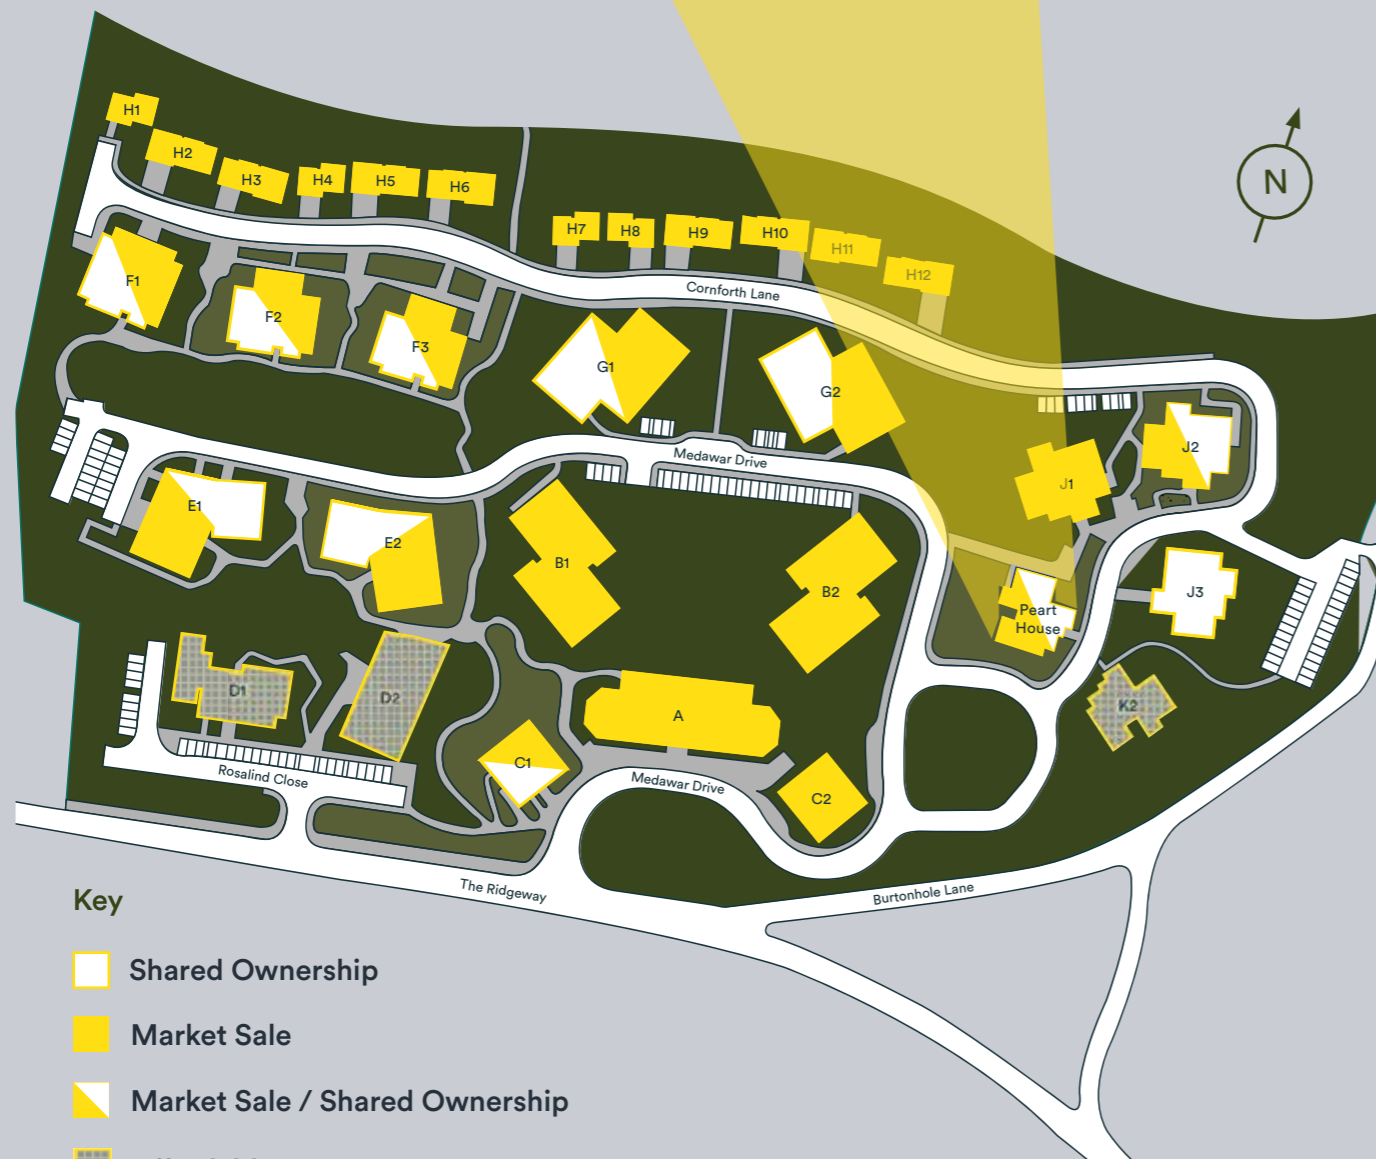 H1
H2
H3
H4
H5
H6
H7
H8
H9
H10
H11
H12
N
F1
F2
F3
Cornforth Lane
G1
G2
Medawar Drive
J1
J2
E1
E2
B1
B2
J3
Peart
House
D1
D2
A
K2
C1
C2
Medawar Drive
Rosalind Close
The Ridgeway
Burtonhole Lane
Key
Shared Ownership
Market Sale
Market Sale / Shared Ownership